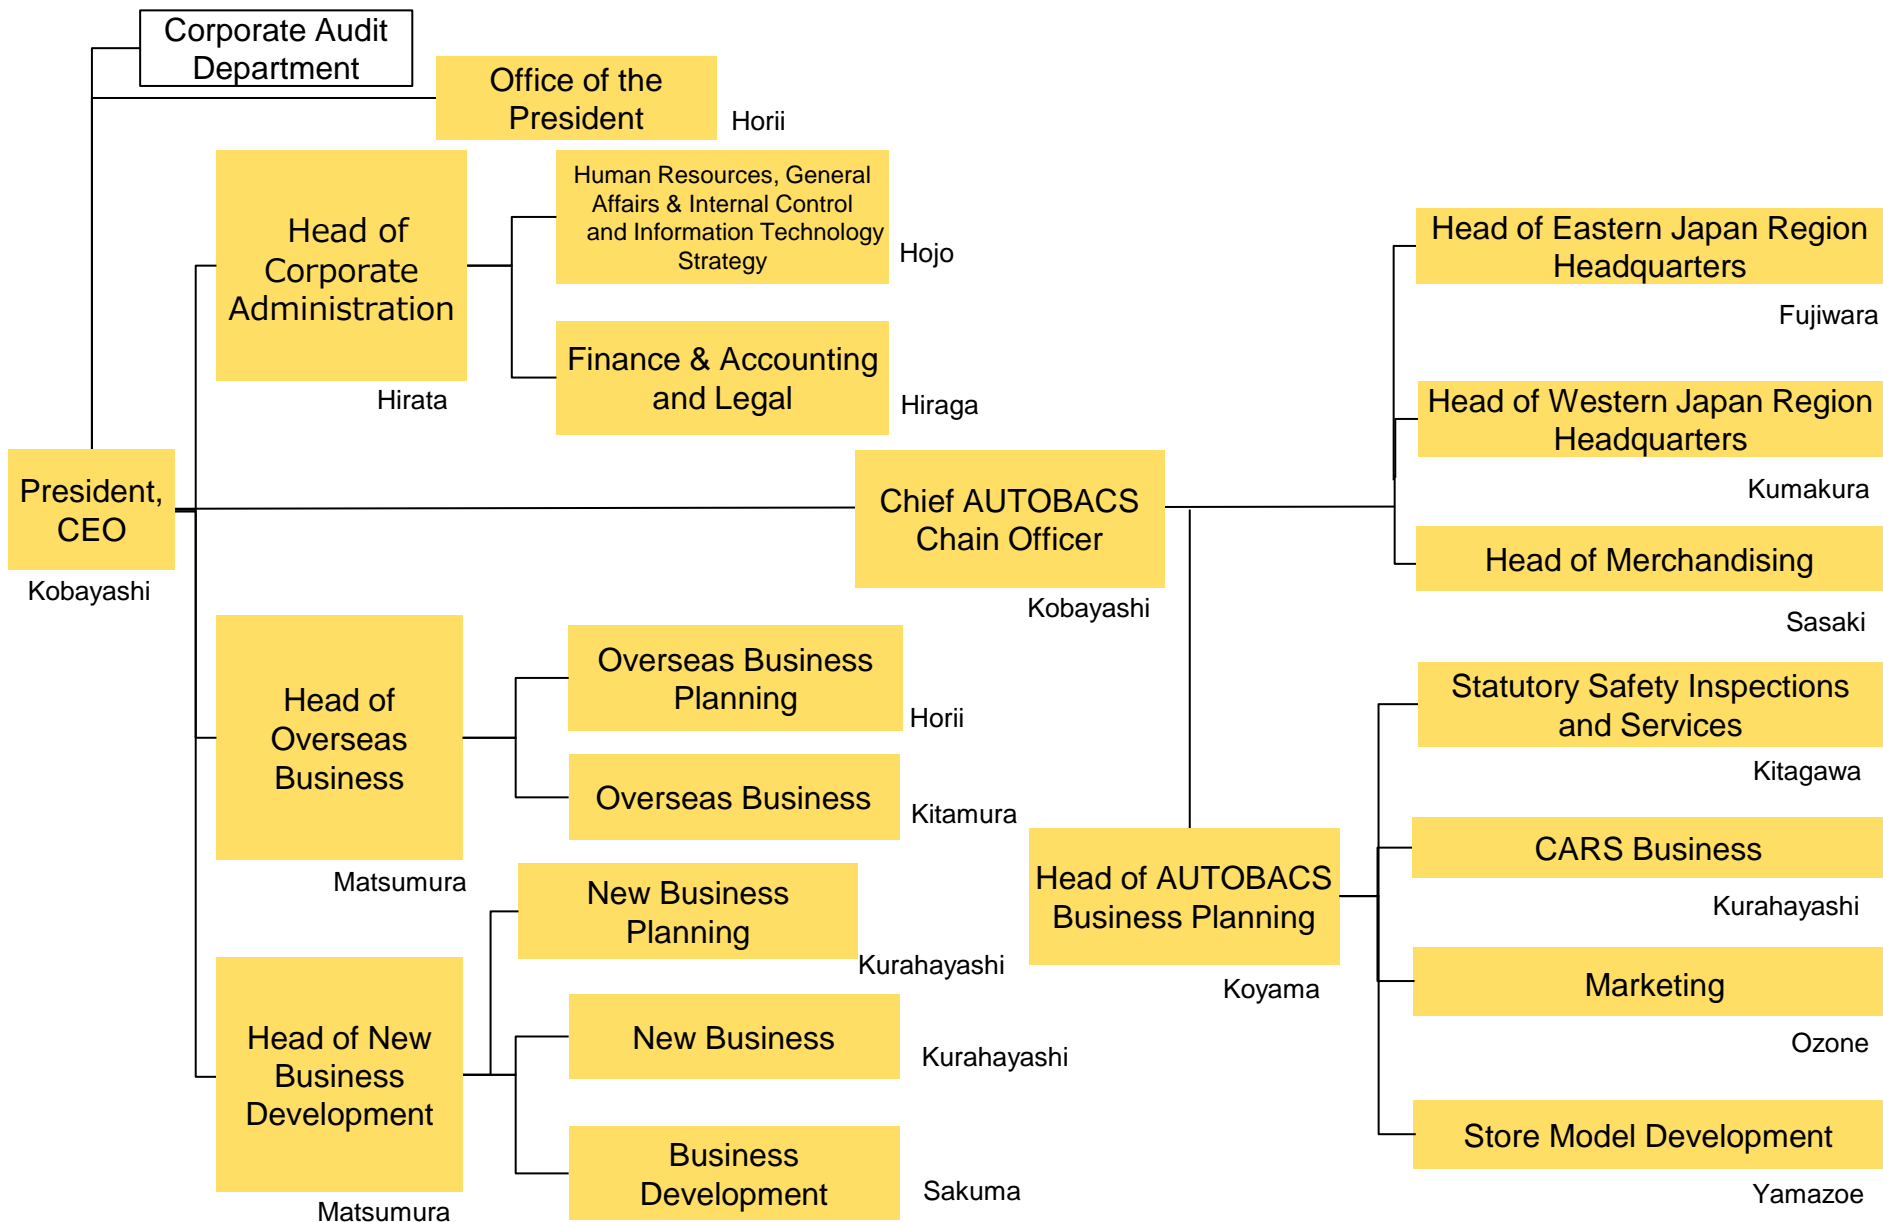 Corporate Audit
Department
Office of the
President
Horii
Head of
Corporate
Administration
Hirata
Human Resources, General
Affairs & Internal Control
and Information Technology
Strategy
Hojo
Finance & Accounting
and Legal
Hiraga
President,
CEO
Kobayashi
Chief AUTOBACS
Chain Officer
Kobayashi
Head of Eastern Japan Region
Headquarters
Fujiwara
Head of Western Japan Region
Headquarters
Kumakura
Head of Merchandising
Sasaki
Head of
Overseas
Business
Matsumura
Overseas Business
Planning
Horii
Overseas Business
Kitamura
Head of New
Business
Development
Matsumura
New Business
Planning
Kurahayashi
New Business
Kurahayashi
Business
Development
Sakuma
Head of AUTOBACS
Business Planning
Koyama
Statutory Safety Inspections
and Services
Kitagawa
CARS Business
Kurahayashi
Marketing
Ozone
Store Model Development
Yamazoe